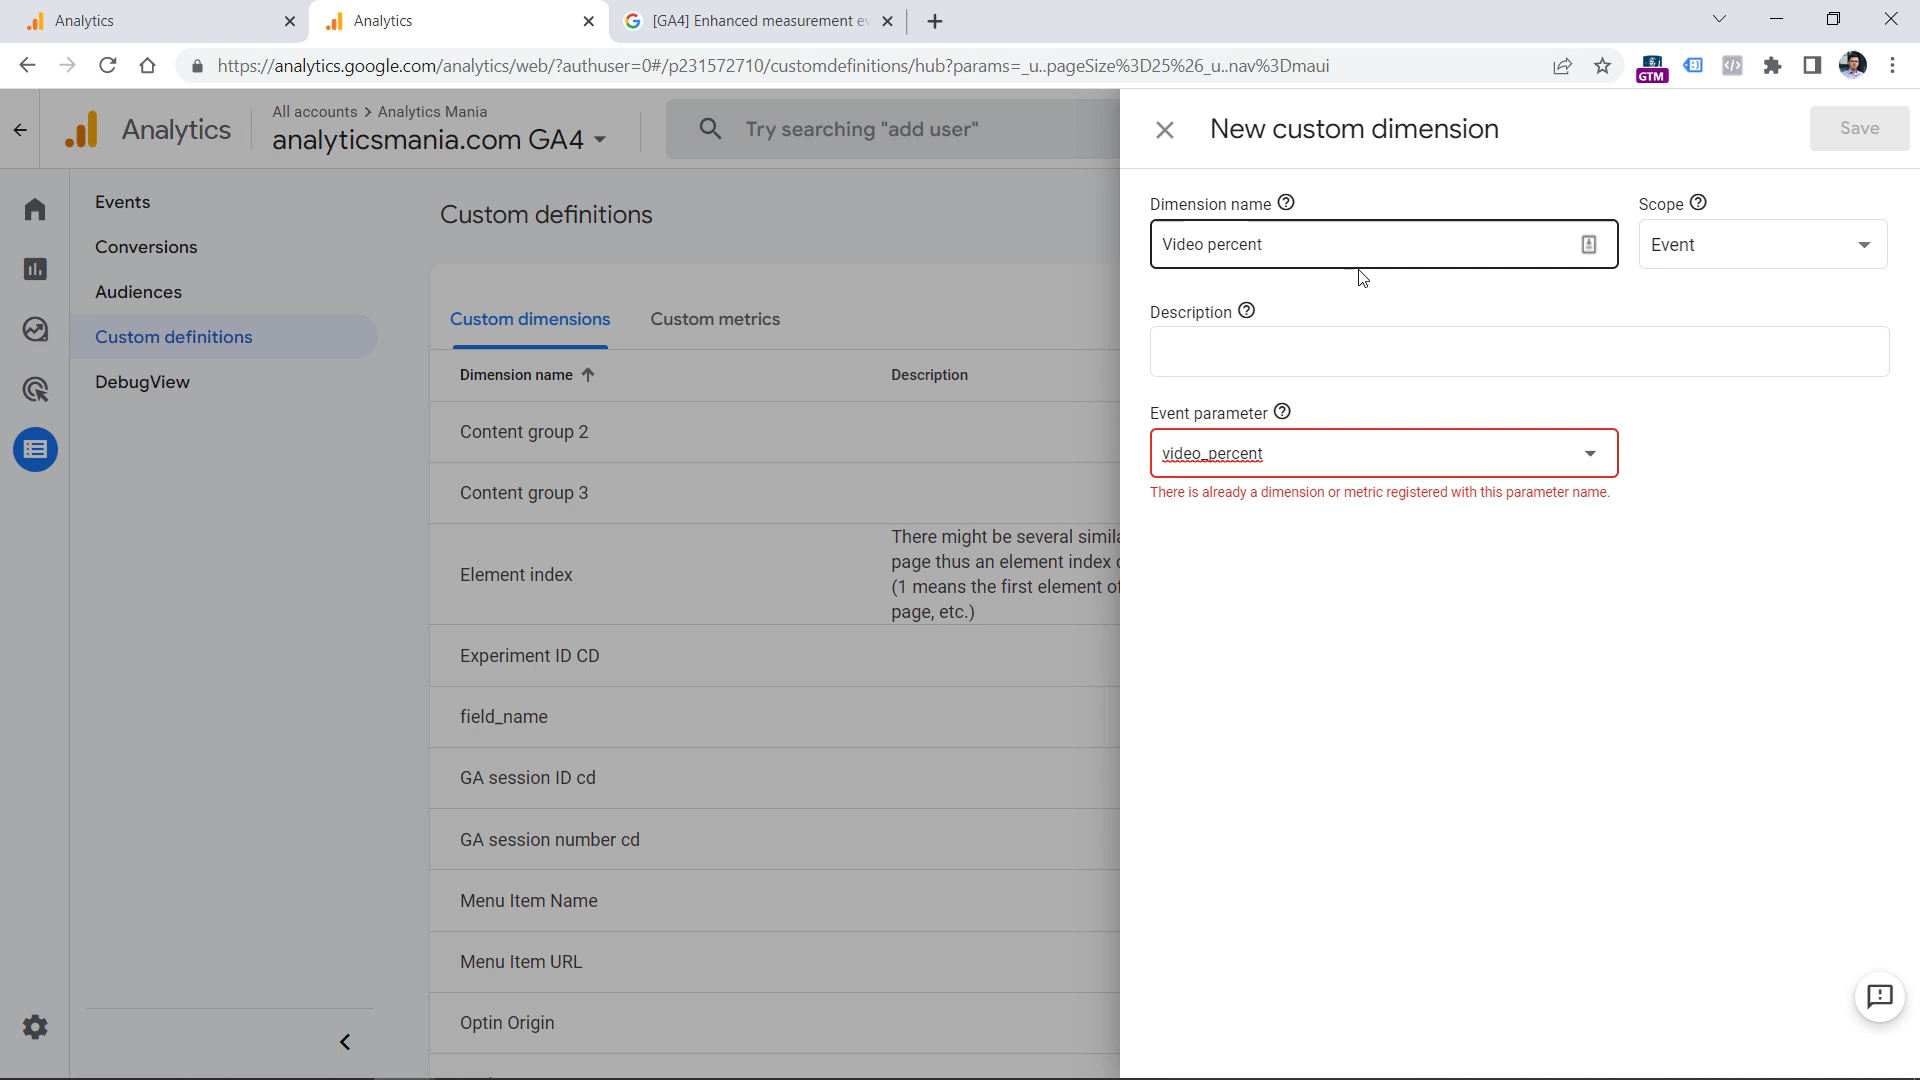 Analytics
Analytics
[GA4] Enhanced measurement ev
https://analytics.google.com/analytics/web/?authuser=0#/p231572710/customdefinitions/hub?params=_u..pageSize%3D25%26_u..nav%3Dmaui
GTM
Analytics
All accounts > Analytics Mania
analyticsmania.com GA4
Try searching "add user"
New custom dimension
Save
Events
Conversions
Audiences
Custom definitions
DebugView
Custom definitions
Custom dimensions
Custom metrics
Dimension name
Description
Content group 2
Content group 3
Element index
There might be several simila
page thus an element index
(1 means the first element of
page, etc.)
Experiment ID CD
field_name
GA session ID cd
GA session number cd
Menu Item Name
Menu Item URL
Optin Origin
Dimension name
Scope
Video percent
Event
Description
Event parameter
video_percent
There is already a dimension or metric registered with this parameter name.